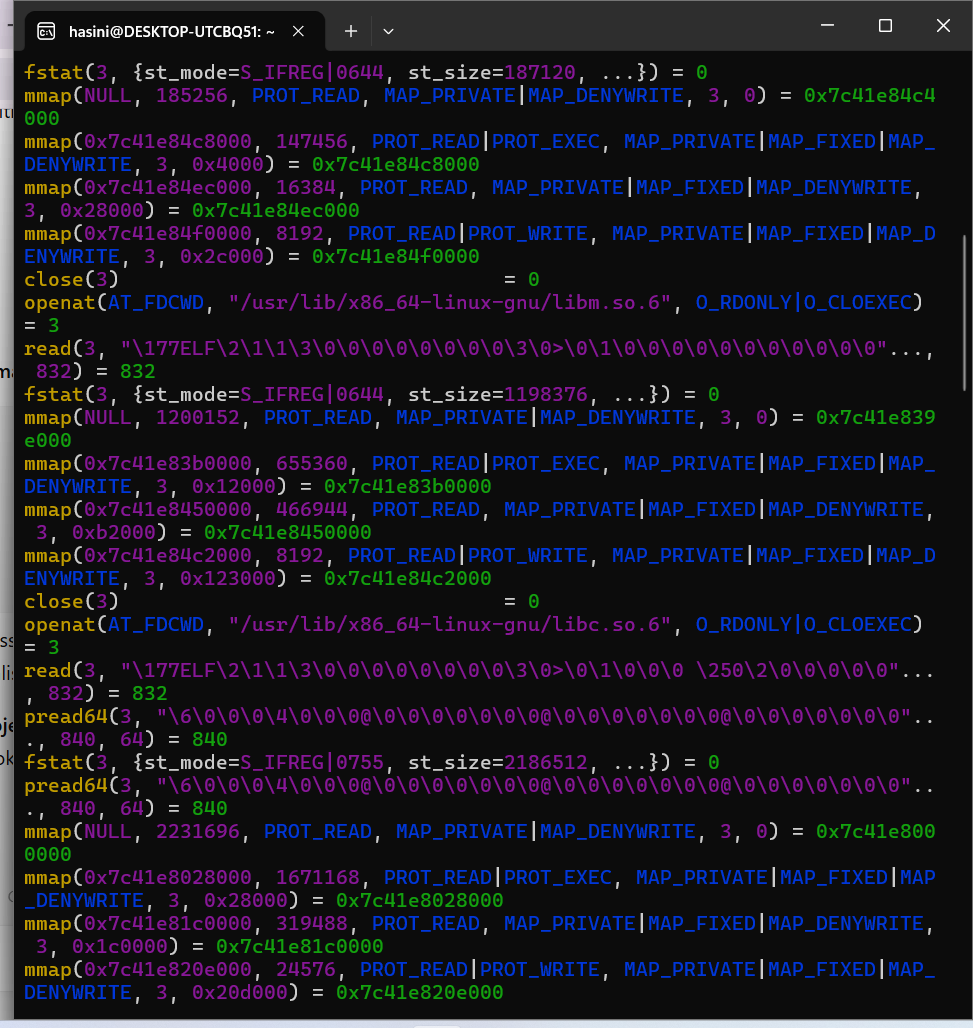 hasini@DESKTOP-UTCBQ51: ~
fstat(3, {st_mode=S_IFREG|0644, st_size=187120, ...}) = 0
mmap(NULL, 185256, PROT_READ, MAP_PRIVATE|MAP_DENYWRITE, 3, 0) = 0x7c41e84c4
000
mmap(0x7c41e84c8000, 147456, PROT_READ|PROT_EXEC, MAP_PRIVATE|MAP_FIXED|MAP_
DENYWRITE, 3, 0x4000) = 0x7c41e84c8000
mmap(0x7c41e84ec000, 16384, PROT_READ, MAP_PRIVATE|MAP_FIXED|MAP_DENYWRITE,
3, 0x28000) = 0x7c41e84ec000
mmap(0x7c41e84f0000, 8192, PROT_READ|PROT_WRITE, MAP_PRIVATE|MAP_FIXED|MAP_D
ENYWRITE, 3, 0x2c000) = 0x7c41e84f0000
close(3)                                = 0
openat(AT_FDCWD, "/usr/lib/x86_64-linux-gnu/libm.so.6", O_RDONLY|O_CLOEXEC)
= 3
read(3, "\177ELF\2\1\1\3\0\0\0\0\0\0\0\0\3\0>\0\1\0\0\0\0\0\0\0\0\0\0\0"...,
 832) = 832
fstat(3, {st_mode=S_IFREG|0644, st_size=1198376, ...}) = 0
mmap(NULL, 1200152, PROT_READ, MAP_PRIVATE|MAP_DENYWRITE, 3, 0) = 0x7c41e839
e000
mmap(0x7c41e83b0000, 655360, PROT_READ|PROT_EXEC, MAP_PRIVATE|MAP_FIXED|MAP_
DENYWRITE, 3, 0x12000) = 0x7c41e83b0000
mmap(0x7c41e8450000, 466944, PROT_READ, MAP_PRIVATE|MAP_FIXED|MAP_DENYWRITE,
 3, 0xb2000) = 0x7c41e8450000
mmap(0x7c41e84c2000, 8192, PROT_READ|PROT_WRITE, MAP_PRIVATE|MAP_FIXED|MAP_D
ENYWRITE, 3, 0x123000) = 0x7c41e84c2000
close(3)                                = 0
openat(AT_FDCWD, "/usr/lib/x86_64-linux-gnu/libc.so.6", O_RDONLY|O_CLOEXEC)
= 3
read(3, "\177ELF\2\1\1\3\0\0\0\0\0\0\0\0\3\0>\0\1\0\0\0 \250\2\0\0\0\0\0"...
, 832) = 832
pread64(3, "\6\0\0\0\4\0\0\0@\0\0\0\0\0\0\0@\0\0\0\0\0\0\0@\0\0\0\0\0\0\0"..
., 840, 64) = 840
fstat(3, {st_mode=S_IFREG|0755, st_size=2186512, ...}) = 0
pread64(3, "\6\0\0\0\4\0\0\0@\0\0\0\0\0\0\0@\0\0\0\0\0\0\0@\0\0\0\0\0\0\0"..
., 840, 64) = 840
mmap(NULL, 2231696, PROT_READ, MAP_PRIVATE|MAP_DENYWRITE, 3, 0) = 0x7c41e800
0000
mmap(0x7c41e8028000, 1671168, PROT_READ|PROT_EXEC, MAP_PRIVATE|MAP_FIXED|MAP
_DENYWRITE, 3, 0x28000) = 0x7c41e8028000
mmap(0x7c41e81c0000, 319488, PROT_READ, MAP_PRIVATE|MAP_FIXED|MAP_DENYWRITE,
 3, 0x1c0000) = 0x7c41e81c0000
mmap(0x7c41e820e000, 24576, PROT_READ|PROT_WRITE, MAP_PRIVATE|MAP_FIXED|MAP_
DENYWRITE, 3, 0x20d000) = 0x7c41e820e000